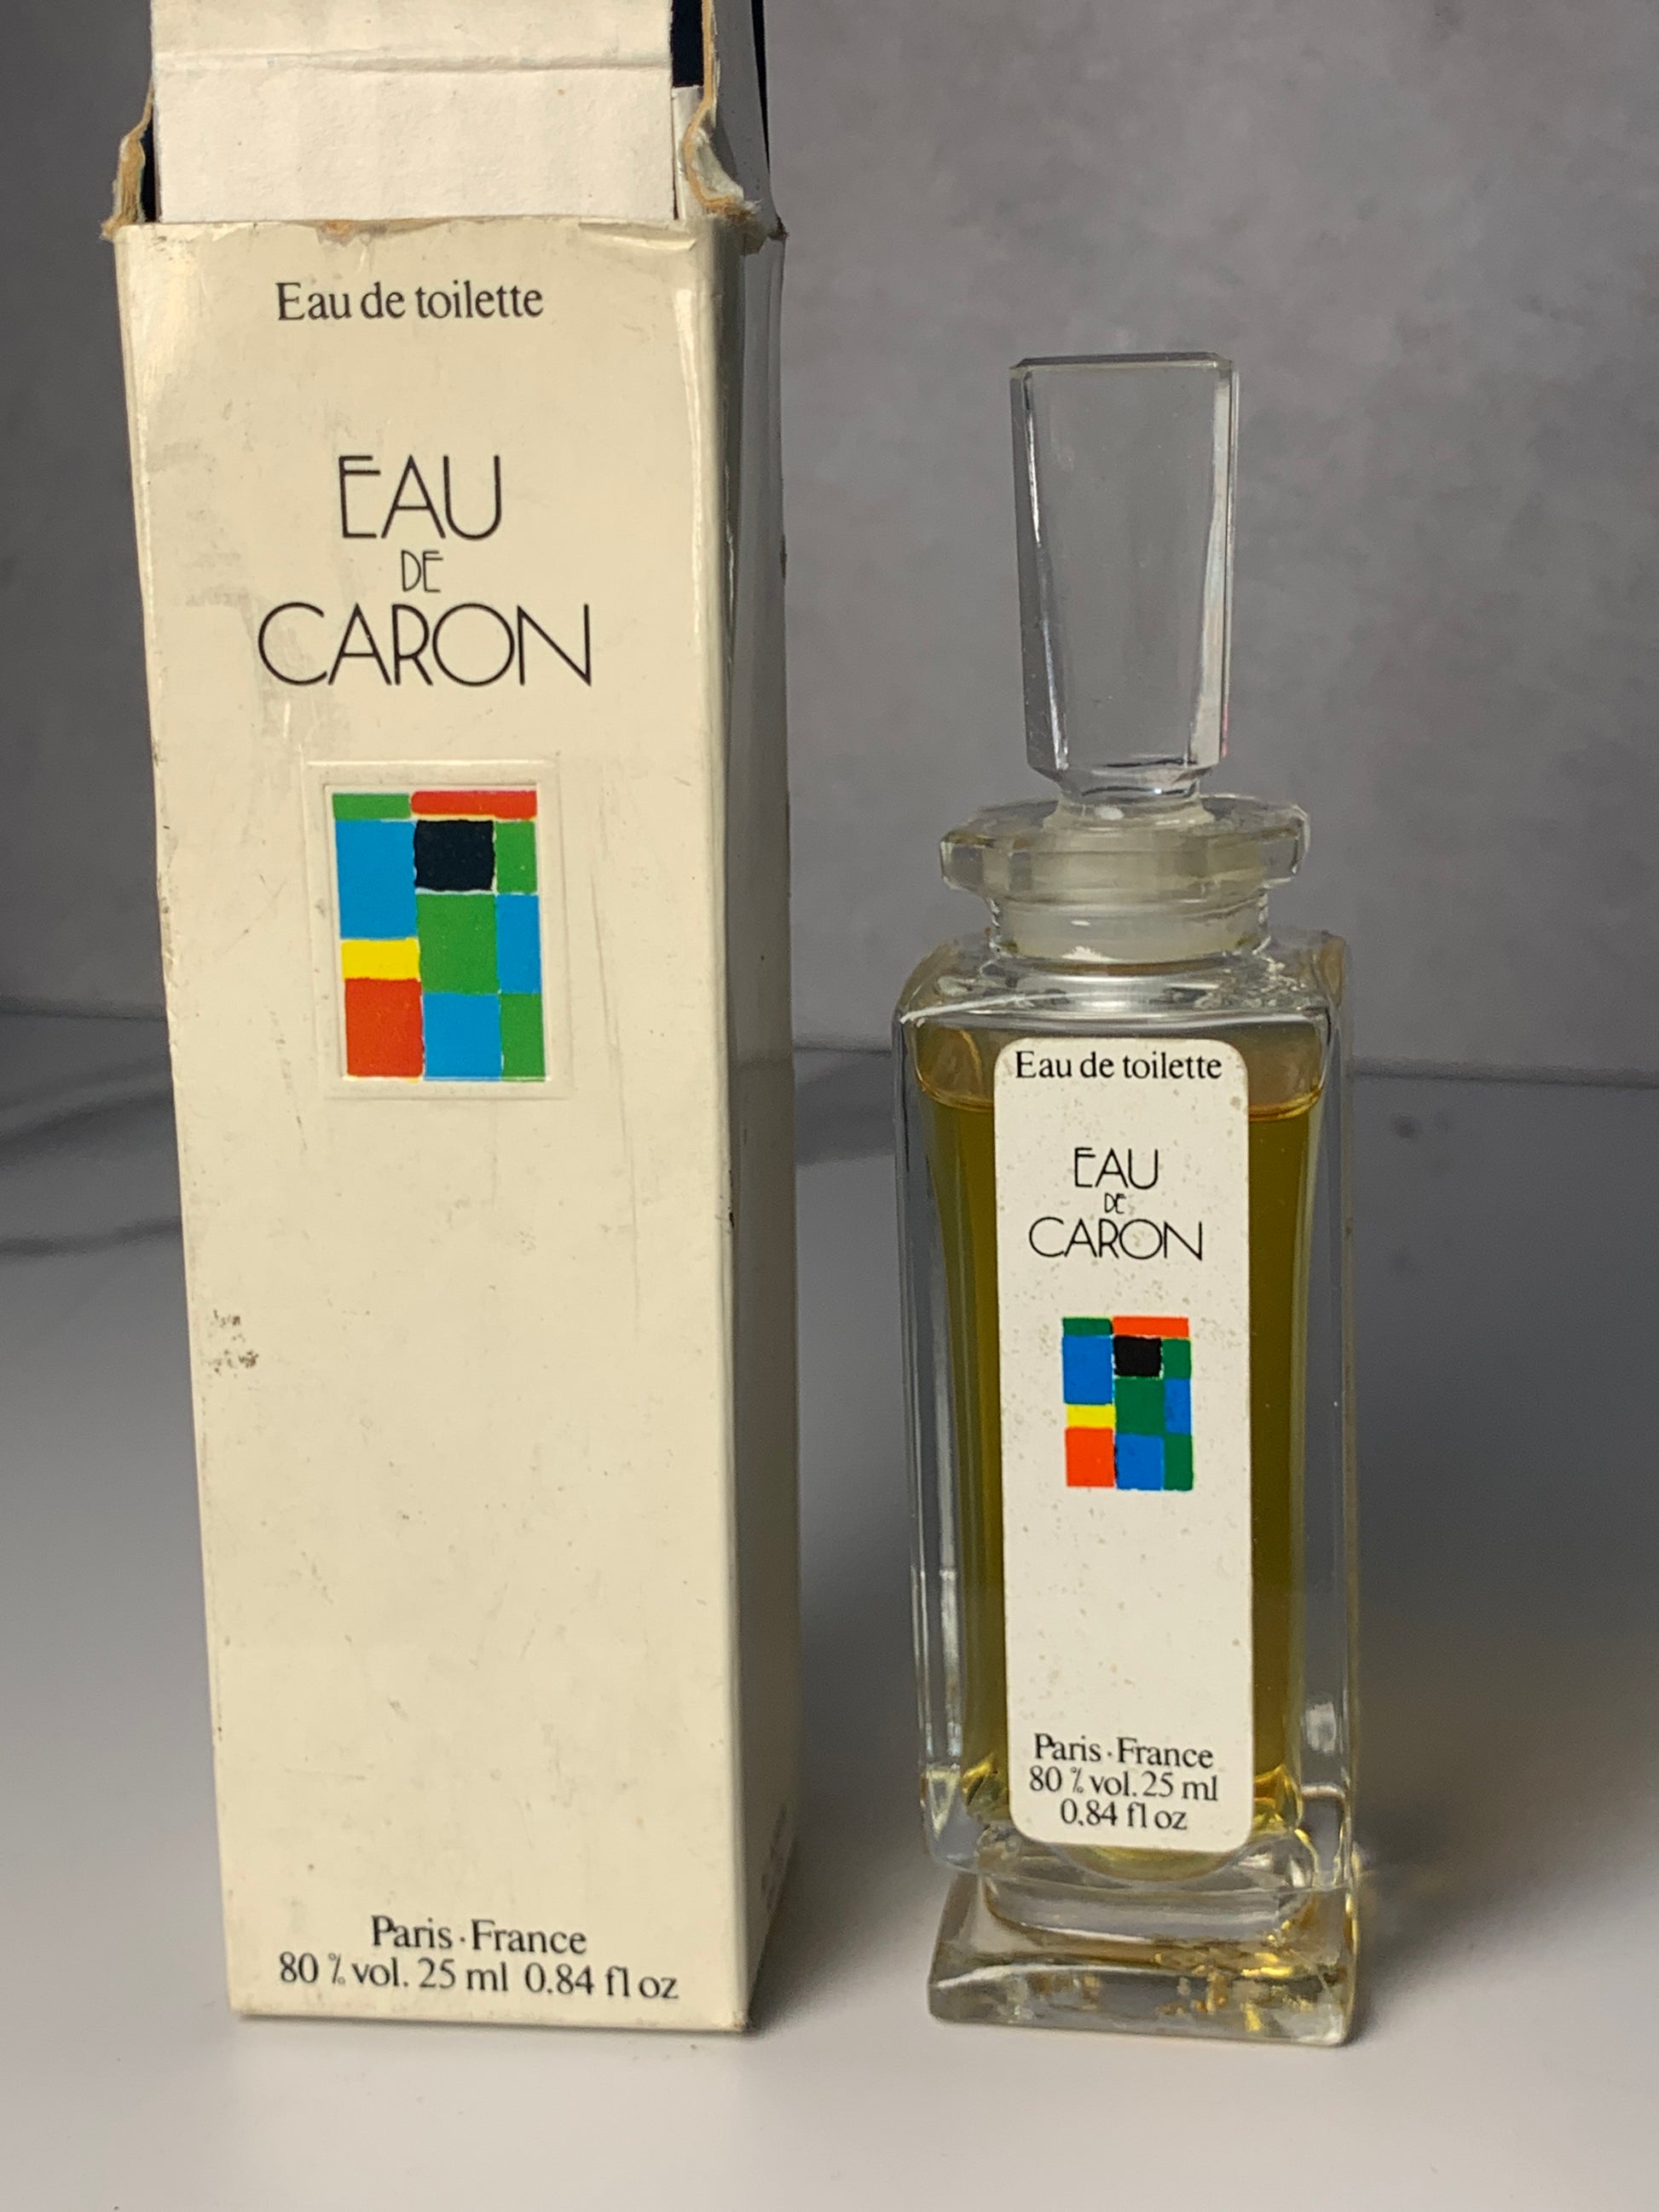 Eau de toilette
EAU
DE
CARON
Paris·France
80 % vol. 25 ml 0.84 fl oz
Eau de toilette
EAU
DE
CARON
Paris·France
80 % vol. 25 ml
0.84 fl oz